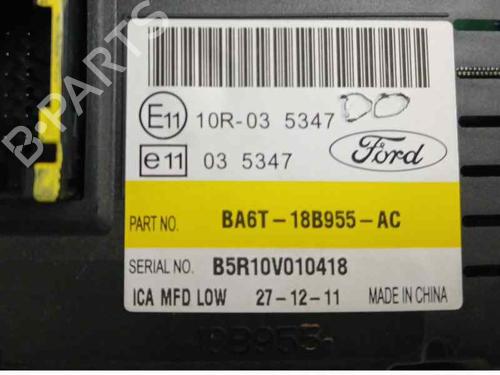 E11 10R-03 5347 DO
e11 03 5347
Ford
PART NO. BA6T-18B955-AC
SERIAL NO. B5R10V010418
ICA MFD LOW 27-12-11 MADE IN CHINA
18B955
B-PARTS